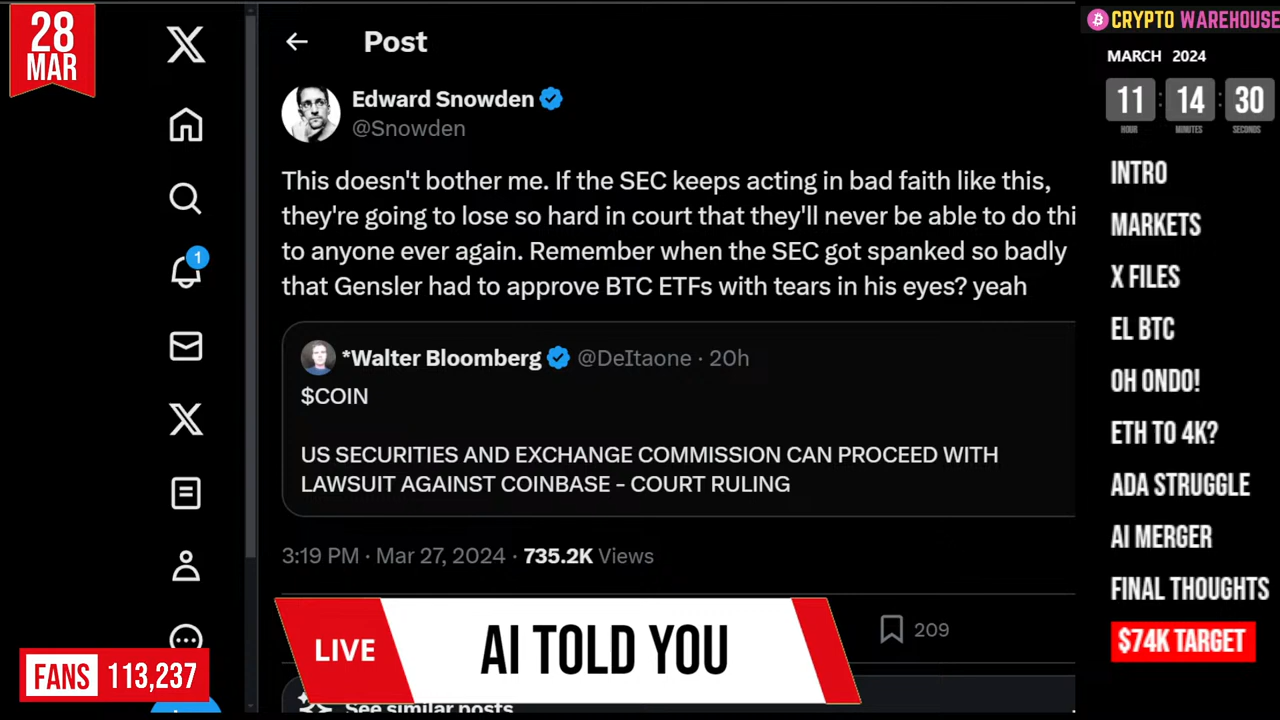 28
MAR
Post
Edward Snowden
@Snowden
This doesn't bother me. If the SEC keeps acting in bad faith like this,
they're going to lose so hard in court that they'll never be able to do thi
to anyone ever again. Remember when the SEC got spanked so badly
that Gensler had to approve BTC ETFs with tears in his eyes? yeah
*Walter Bloomberg @DeItaone · 20h
$COIN
US SECURITIES AND EXCHANGE COMMISSION CAN PROCEED WITH
LAWSUIT AGAINST COINBASE - COURT RULING
3:19 PM · Mar 27, 2024 · 735.2K Views
209
See similar posts
1
LIVE
AI TOLD YOU
FANS 113,237
CRYPTO WAREHOUSE
MARCH 2024
11 : 14 : 30
HOUR MINUTES SECONDS
INTRO
MARKETS
X FILES
EL BTC
OH ONDO!
ETH TO 4K?
ADA STRUGGLE
AI MERGER
FINAL THOUGHTS
$74K TARGET